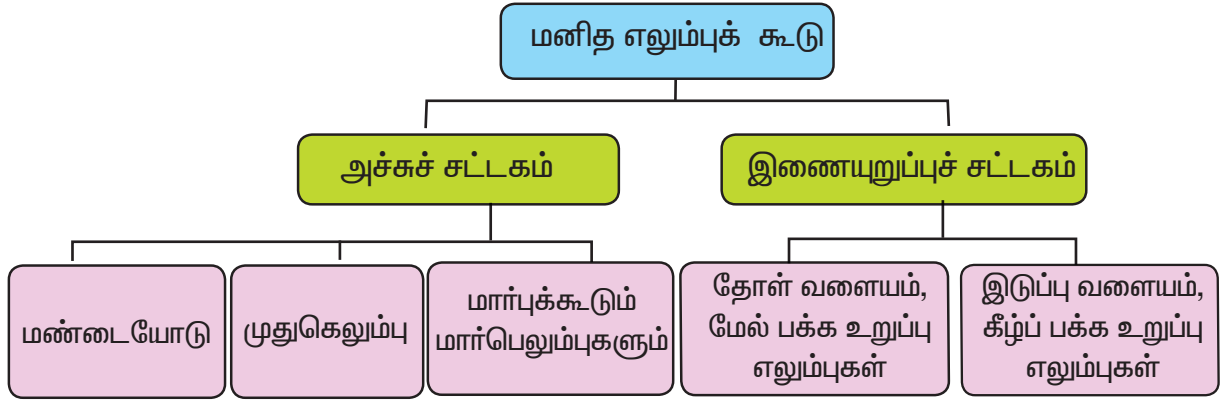 மனித எலும்புக் கூடு
அச்சுச் சட்டகம்
இணையுறுப்புச் சட்டகம்
மண்டையோடு
முதுகெலும்பு
மார்புக்கூடும்
மார்பெலும்புகளும்
தோள் வளையம்,
மேல் பக்க உறுப்பு
எலும்புகள்
இடுப்பு வளையம்,
கீழ்ப் பக்க உறுப்பு
எலும்புகள்